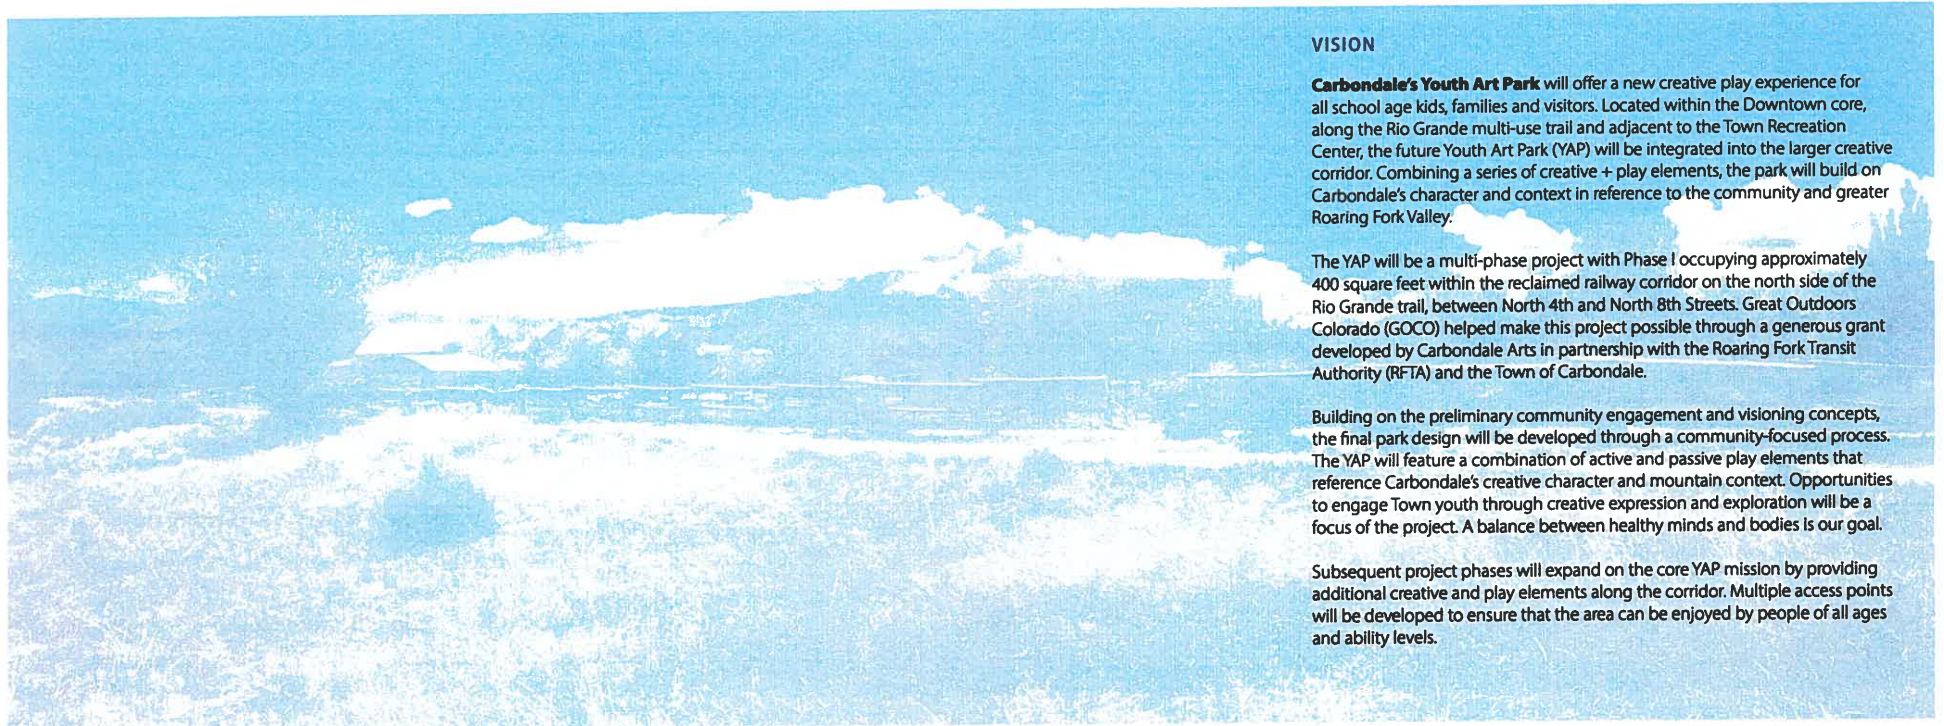 VISION
Carbondale's Youth Art Park will offer a new creative play experience for
all school age kids, families and visitors. Located within the Downtown core,
along the Rio Grande multi-use trail and adjacent to the Town Recreation
Center, the future Youth Art Park (YAP) will be integrated into the larger creative
corridor. Combining a series of creative + play elements, the park will build on
Carbondale's character and context in reference to the community and greater
Roaring Fork Valley.
The YAP will be a multi-phase project with Phase I occupying approximately
400 square feet within the reclaimed railway corridor on the north side of the
Rio Grande trail, between North 4th and North 8th Streets. Great Outdoors
Colorado (GOCO) helped make this project possible through a generous grant
developed by Carbondale Arts in partnership with the Roaring Fork Transit
Authority (RFTA) and the Town of Carbondale.
Building on the preliminary community engagement and visioning concepts,
the final park design will be developed through a community-focused process.
The YAP will feature a combination of active and passive play elements that
reference Carbondale's creative character and mountain context. Opportunities
to engage Town youth through creative expression and exploration will be a
focus of the project. A balance between healthy minds and bodies is our goal.
Subsequent project phases will expand on the core YAP mission by providing
additional creative and play elements along the corridor. Multiple access points
will be developed to ensure that the area can be enjoyed by people of all ages
and ability levels.